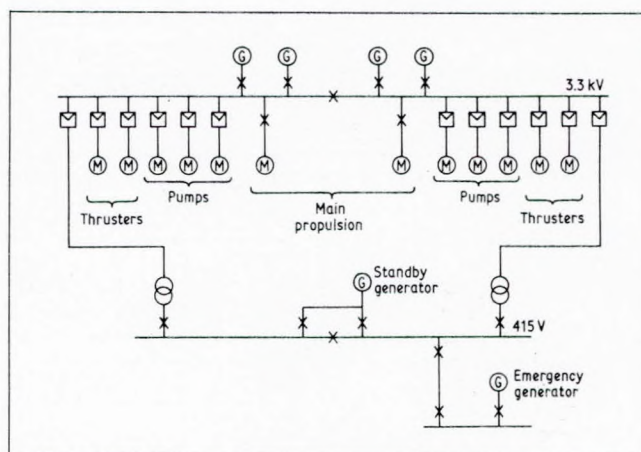 G G G G
3.3 kV
M M M M M M M M M M M M
Thrusters
Pumps
Main
propulsion
Pumps
Thrusters
Standby
generator
G
415 V
Emergency
generator
G